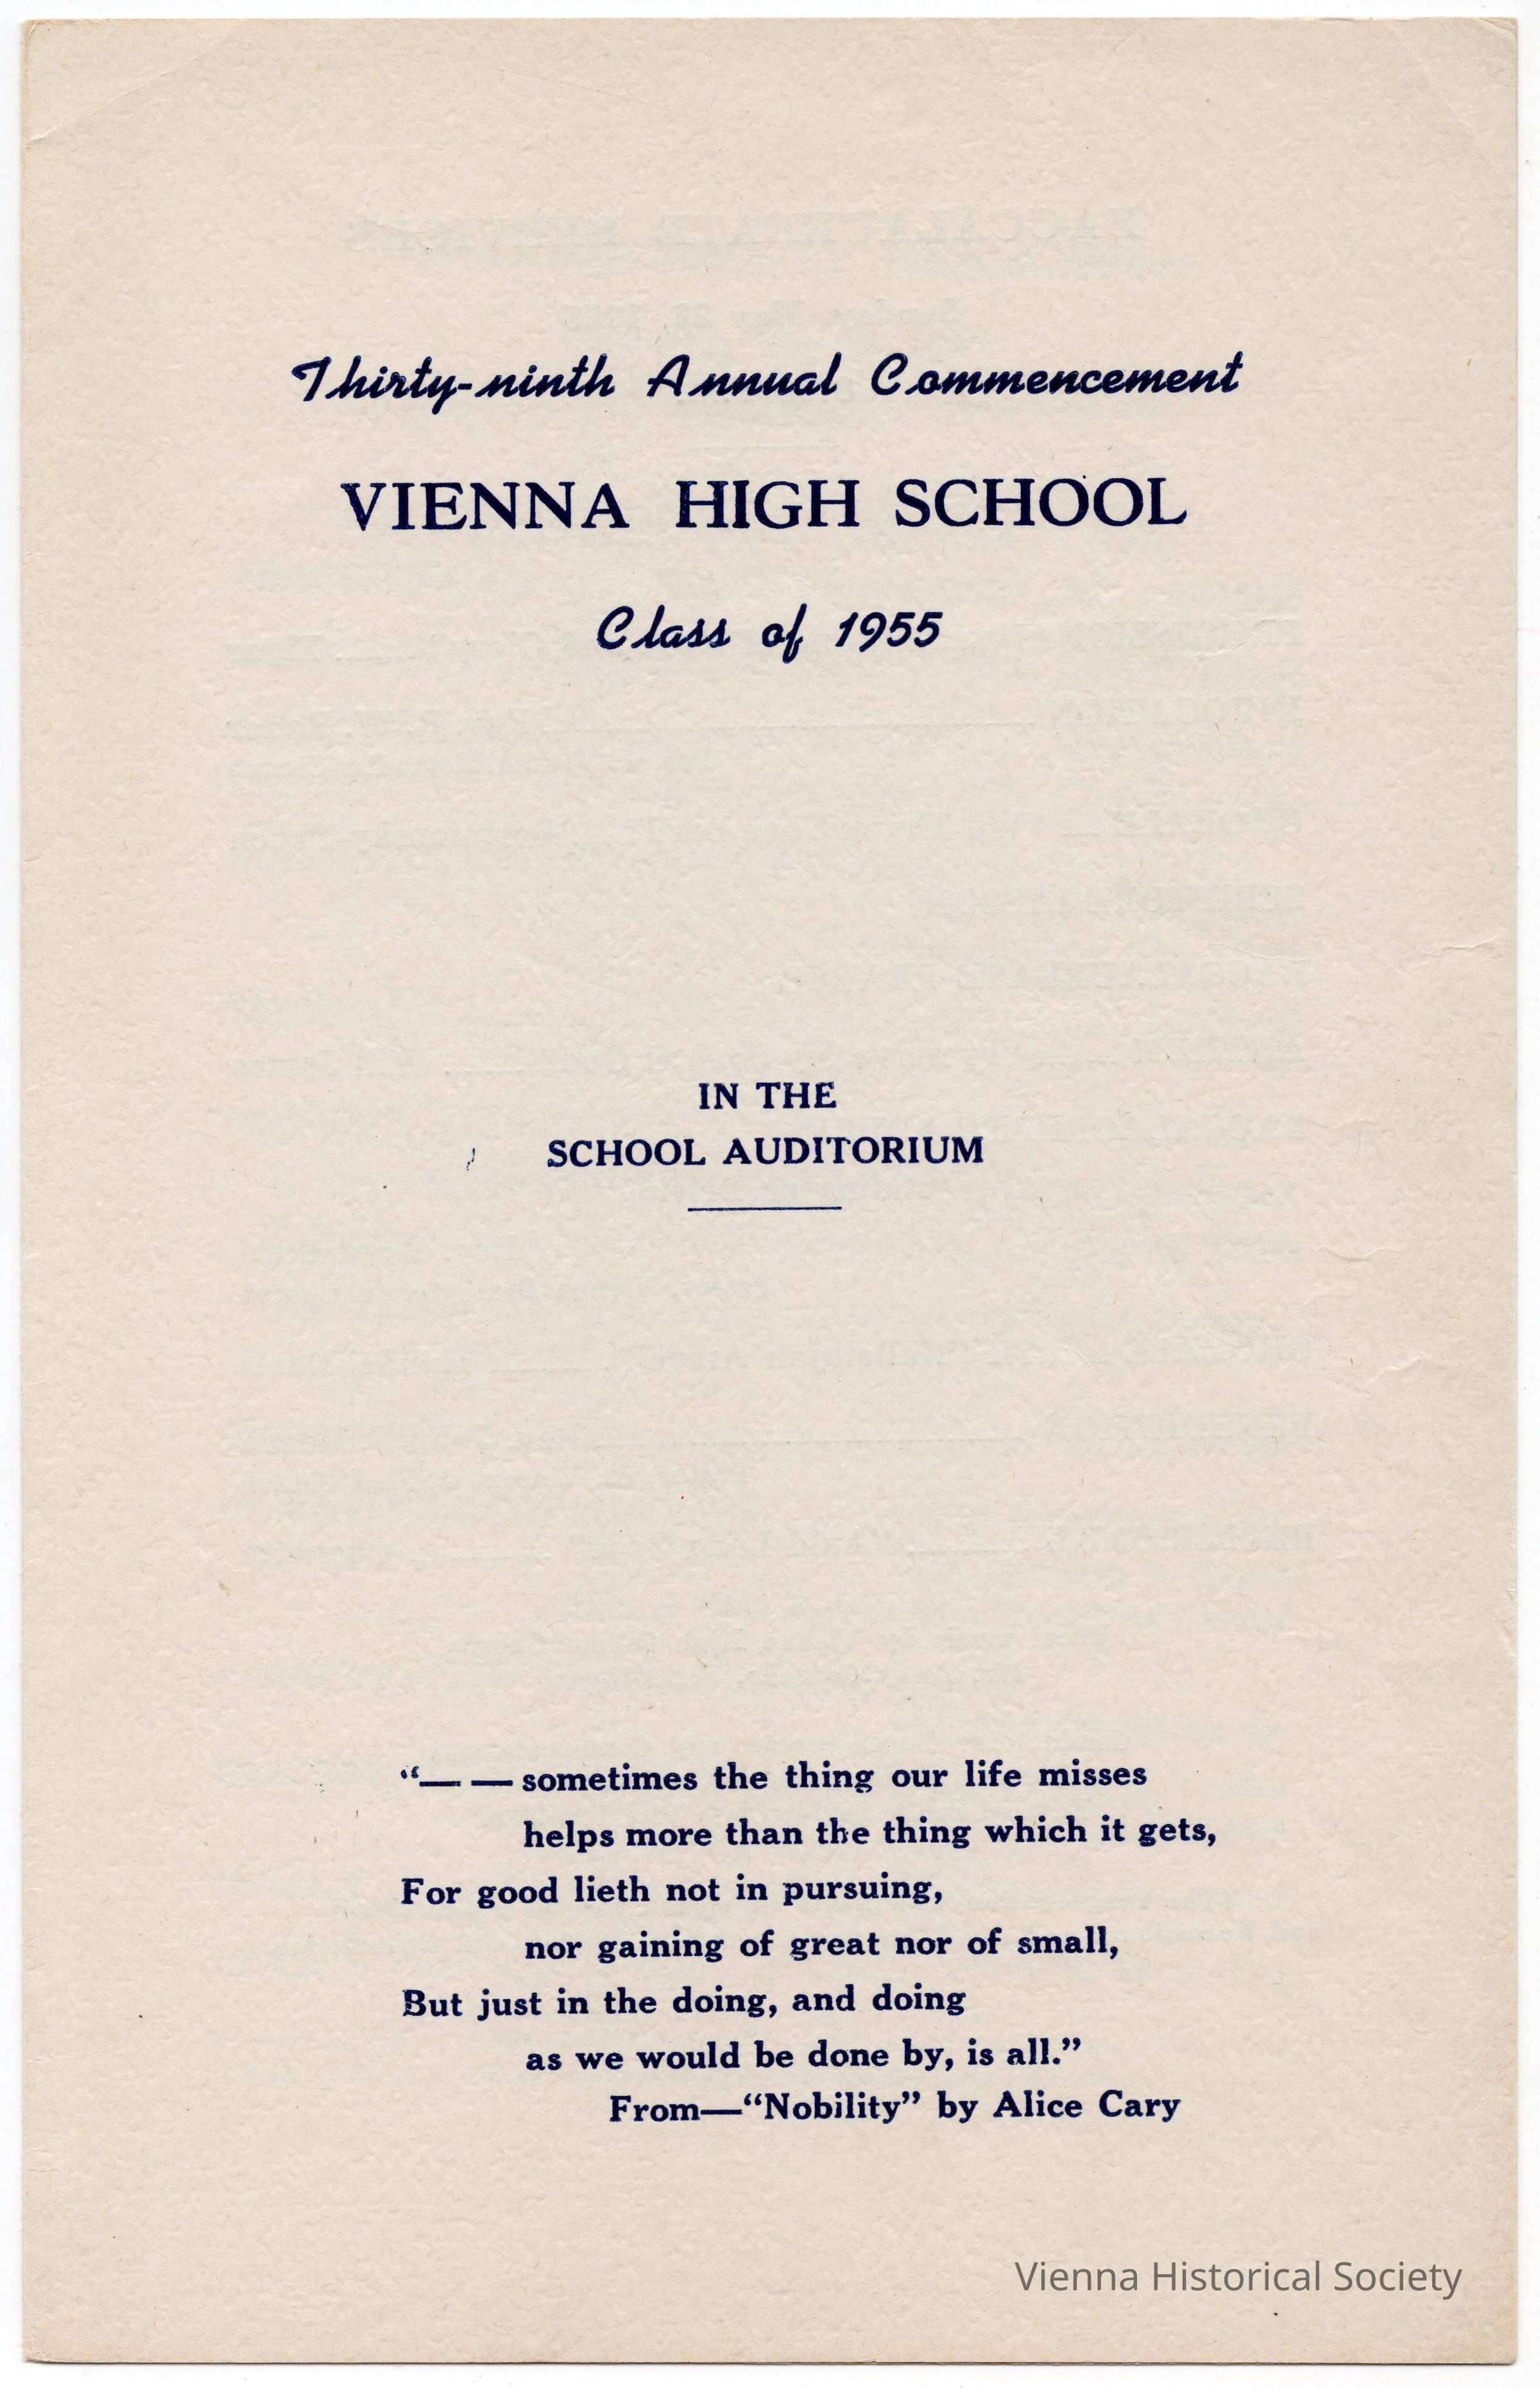 Thirty-ninth Annual Commencement
VIENNA HIGH SCHOOL
Class of 1955
IN THE
SCHOOL AUDITORIUM
“— — sometimes the thing our life misses
helps more than the thing which it gets,
For good lieth not in pursuing,
nor gaining of great nor of small,
But just in the doing, and doing
as we would be done by, is all.”
From—“Nobility” by Alice Cary
Vienna Historical Society